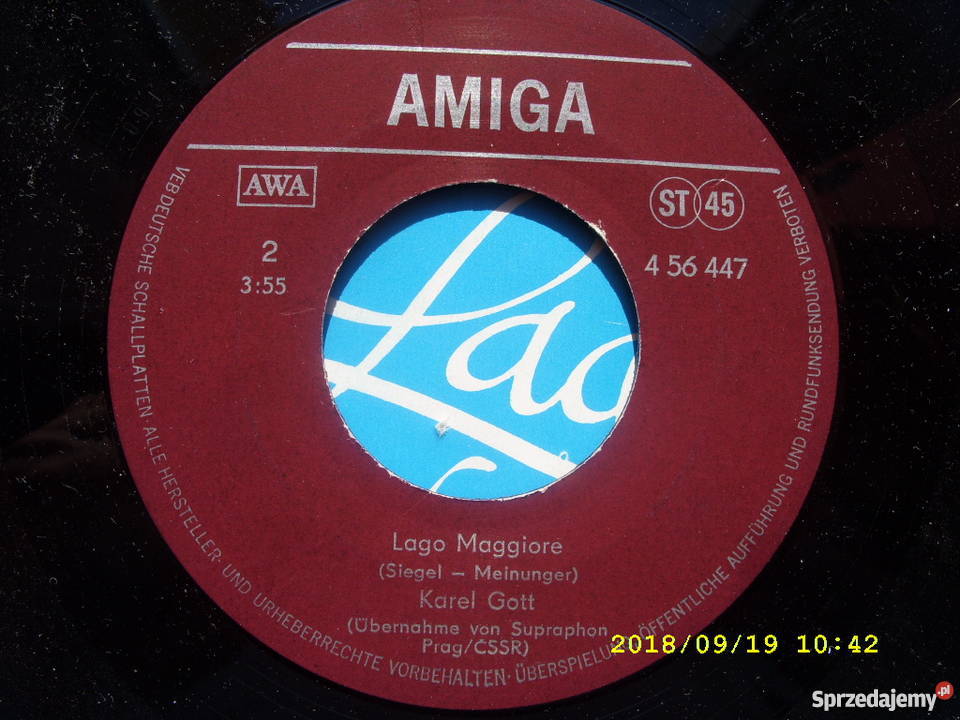 AMIGA
AWA
ST 45
2
3:55
4 56 447
Lag
Lago Maggiore
(Siegel – Meinunger)
Karel Gott
(Übernahme von Supraphon
Prag/ČSSR)
VEB DEUTSCHE SCHALLPLATTEN · ALLE HERSTELLER- UND URHEBERRECHTE VORBEHALTEN · ÜBERSPIELU ÖFFENTLICHE AUFFÜHRUNG UND RUNDFUNKSENDUNG VERBOTEN
2018/09/19 10:42
Sprzedajemy.pl